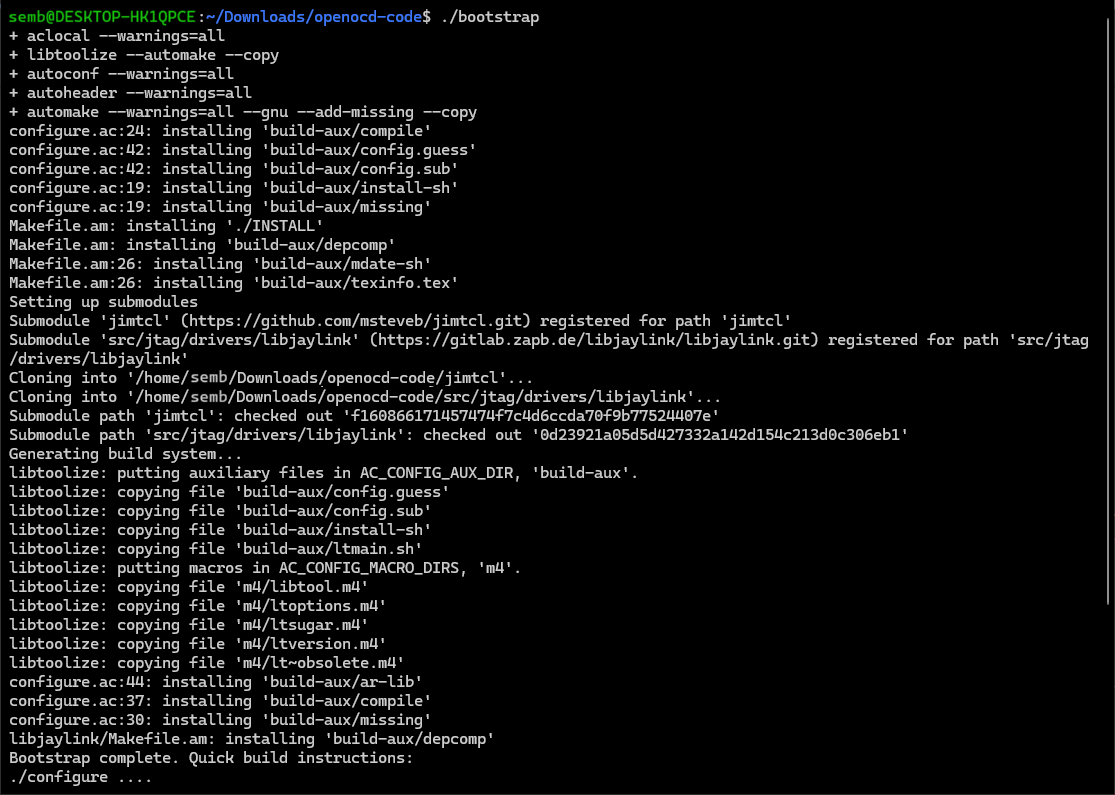 semb@DESKTOP-HK1QPCE:~/Downloads/openocd-code$ ./bootstrap
+ aclocal --warnings=all
+ libtoolize --automake --copy
+ autoconf --warnings=all
+ autoheader --warnings=all
+ automake --warnings=all --gnu --add-missing --copy
configure.ac:24: installing 'build-aux/compile'
configure.ac:42: installing 'build-aux/config.guess'
configure.ac:42: installing 'build-aux/config.sub'
configure.ac:19: installing 'build-aux/install-sh'
configure.ac:19: installing 'build-aux/missing'
Makefile.am: installing './INSTALL'
Makefile.am: installing 'build-aux/depcomp'
Makefile.am:26: installing 'build-aux/mdate-sh'
Makefile.am:26: installing 'build-aux/texinfo.tex'
Setting up submodules
Submodule 'jimtcl' (https://github.com/msteveb/jimtcl.git) registered for path 'jimtcl'
Submodule 'src/jtag/drivers/libjaylink' (https://gitlab.zapb.de/libjaylink/libjaylink.git) registered for path 'src/jtag
/drivers/libjaylink'
Cloning into '/home/semb/Downloads/openocd-code/jimtcl'...
Cloning into '/home/semb/Downloads/openocd-code/src/jtag/drivers/libjaylink'...
Submodule path 'jimtcl': checked out 'f160866171457474f7c4d6ccda70f9b77524407e'
Submodule path 'src/jtag/drivers/libjaylink': checked out '0d23921a05d5d427332a142d154c213d0c306eb1'
Generating build system...
libtoolize: putting auxiliary files in AC_CONFIG_AUX_DIR, 'build-aux'.
libtoolize: copying file 'build-aux/config.guess'
libtoolize: copying file 'build-aux/config.sub'
libtoolize: copying file 'build-aux/install-sh'
libtoolize: copying file 'build-aux/ltmain.sh'
libtoolize: putting macros in AC_CONFIG_MACRO_DIRS, 'm4'.
libtoolize: copying file 'm4/libtool.m4'
libtoolize: copying file 'm4/ltoptions.m4'
libtoolize: copying file 'm4/ltsugar.m4'
libtoolize: copying file 'm4/ltversion.m4'
libtoolize: copying file 'm4/lt~obsolete.m4'
configure.ac:44: installing 'build-aux/ar-lib'
configure.ac:37: installing 'build-aux/compile'
configure.ac:30: installing 'build-aux/missing'
libjaylink/Makefile.am: installing 'build-aux/depcomp'
Bootstrap complete. Quick build instructions:
./configure ....